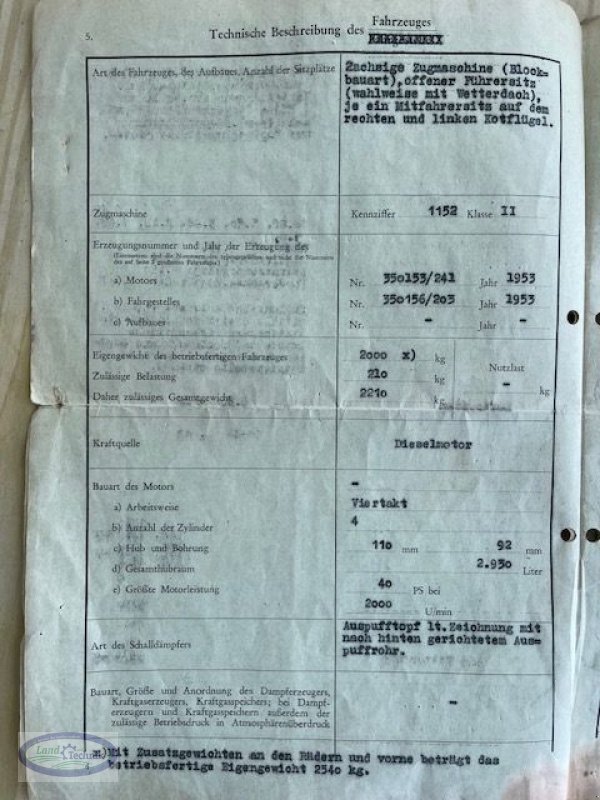 5.
Technische Beschreibung des Fahrzeuges
Art des Fahrzeuges, des Aufbaues, Anzahl der Sitzplätze
2achsige Zugmaschine (Block-
bauart), offener Führersitz
(wahlweise mit Wetterdach),
je ein Mitfahrersitz auf dem
rechten und linken Kotflügel.
Zugmaschine
Kennziffer 1152 Klasse II
Erzeugungsnummer und Jahr der Erzeugung des
a) Motors
Nr. 350153/241 Jahr 1953
b) Fahrgestelles
Nr. 350156/203 Jahr 1953
c) Aufbaues
Nr. - Jahr -
Eigengewicht des betriebsfertigen Fahrzeuges
2000 x) kg
Zulässige Belastung
210 kg
Daher zulässiges Gesamtgewicht
2210 kg
Nutzlast
- kg
Kraftquelle
Dieselmotor
Bauart des Motors
-
a) Arbeitsweise
Viertakt
b) Anzahl der Zylinder
4
c) Hub und Bohrung
110 mm 92 mm
d) Gesamthubraum
2.930 Liter
e) Größte Motorleistung
40 PS bei
2000 U/min
Art des Schalldämpfers
Auspufftopf lt. Zeichnung mit
nach hinten gerichtetem Aus-
puffrohr.
Bauart, Größe und Anordnung des Dampferzeugers,
Kraftgaserzeugers, Kraftgasspeichers; bei Dampf-
erzeugern und Kraftgasspeichern außerdem der
zulässige Betriebsdruck in Atmosphärenüberdruck
-
x) Mit Zusatzgewichten an den Rädern und vorne beträgt das
betriebsfertige Eigengewicht 2540 kg.
Land
Technik
4